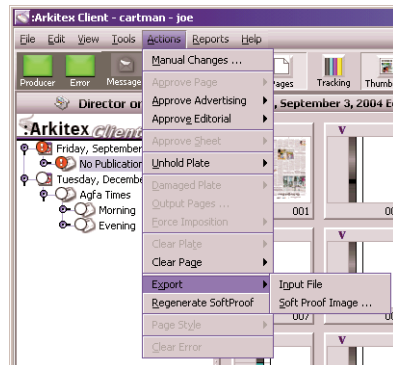 :Arkitex Client - cartman - joe
File Edit View Tools Actions Reports Help
Producer Error Message Pages Tracking Thumb
Director or , September 3, 2004 E
:Arkitex Client
Friday, September
No Publication
Tuesday, Decembe
Agfa Times
Morning
Evening
Manual Changes ...
Approve Page
Approve Advertising
Approve Editorial
Approve Sheet
Unhold Plate
Damaged Plate
Output Pages ...
Force Imposition
Clear Plate
Clear Page
Export
Regenerate SoftProof
Page Style
Clear Error
Input File
Soft Proof Image ...
V V
001 00
V V
007 00
V V